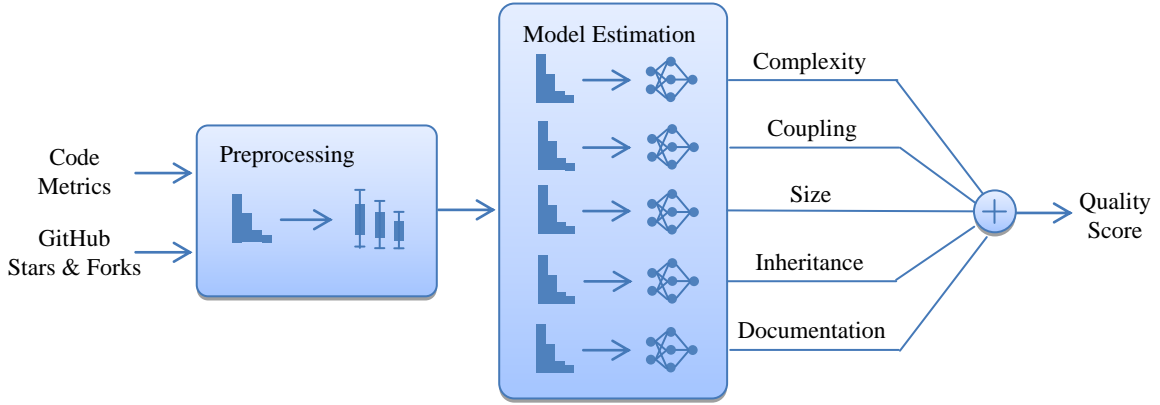 Code
Metrics
GitHub
Stars & Forks
Preprocessing
Model Estimation
Complexity
Coupling
Size
Inheritance
Documentation
Quality
Score